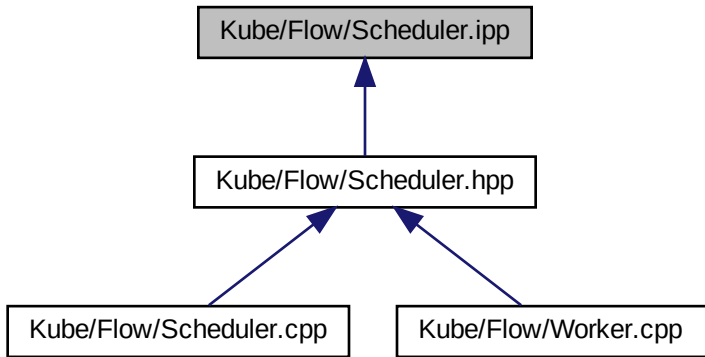 Kube/Flow/Scheduler.ipp
Kube/Flow/Scheduler.hpp
Kube/Flow/Scheduler.cpp
Kube/Flow/Worker.cpp